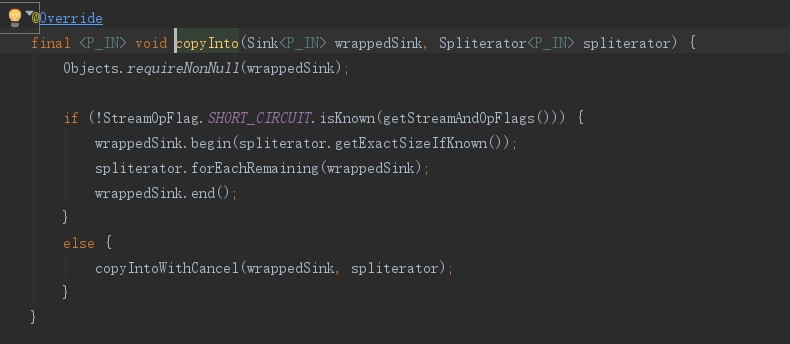 @Override
final <P_IN> void copyInto(Sink<P_IN> wrappedSink, Spliterator<P_IN> spliterator) {
Objects.requireNonNull(wrappedSink);
if (!StreamOpFlag.SHORT_CIRCUIT.isKnown(getStreamAndOpFlags())) {
wrappedSink.begin(spliterator.getExactSizeIfKnown());
spliterator.forEachRemaining(wrappedSink);
wrappedSink.end();
}
else {
copyIntoWithCancel(wrappedSink, spliterator);
}
}